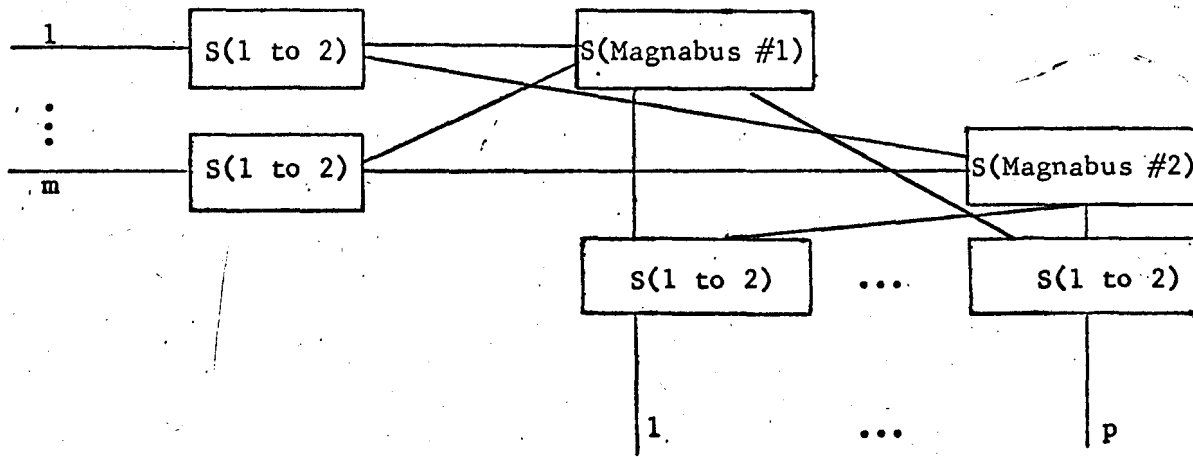 1
S(1 to 2)
S(Magnabus #1)
m
S(1 to 2)
S(Magnabus #2)
S(1 to 2)
...
S(1 to 2)
1
...
p